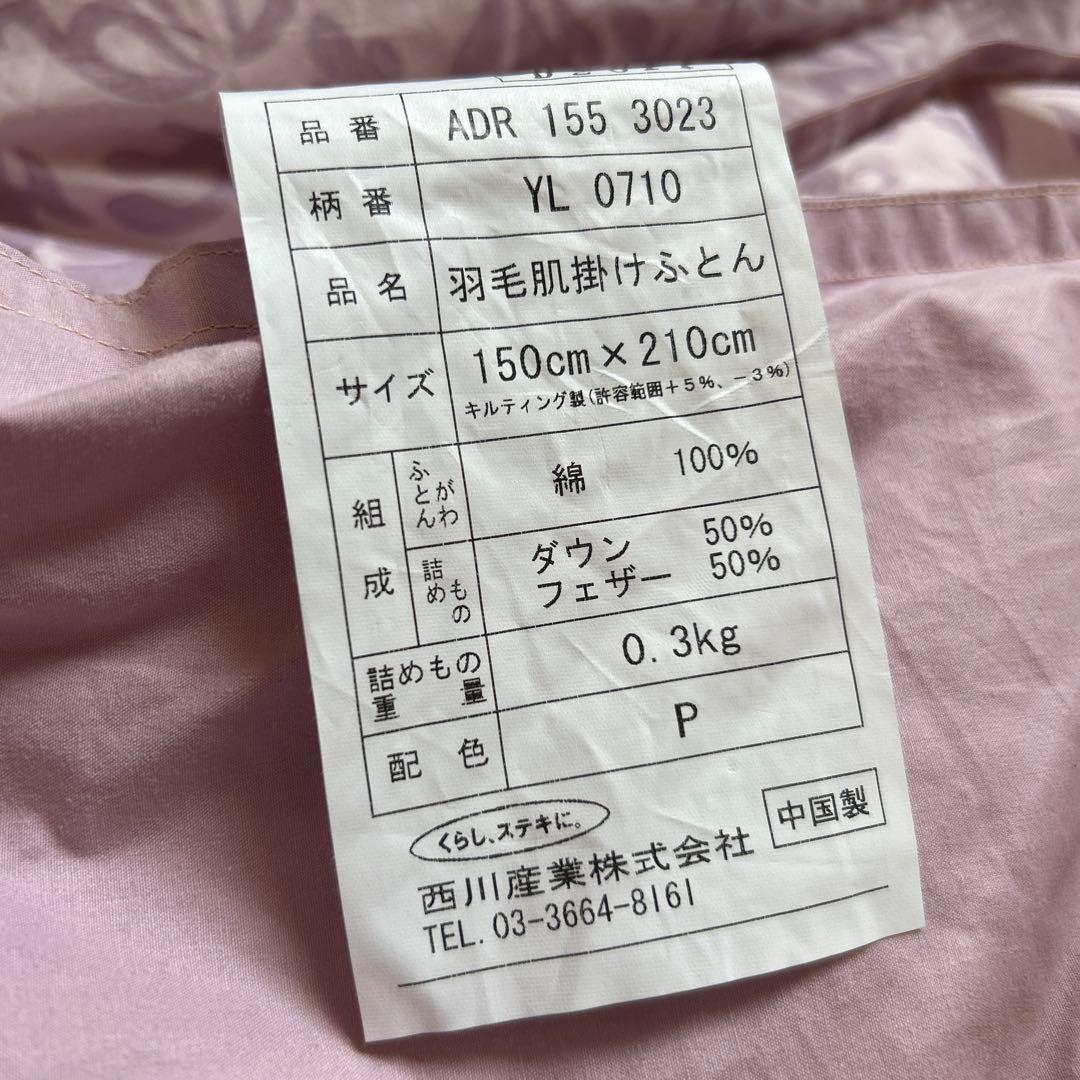 品番 ADR 155 3023
柄番 YL 0710
品名 羽毛肌掛けふとん
サイズ 150cm×210cm
キルティング製(許容範囲+5%、-3%)
組成 ふとんがわ 綿 100%
詰めもの ダウン 50%
フェザー 50%
詰めもの重量 0.3kg
配色 P
くらし、ステキに。
中国製
西川産業株式会社
TEL. 03-3664-8161